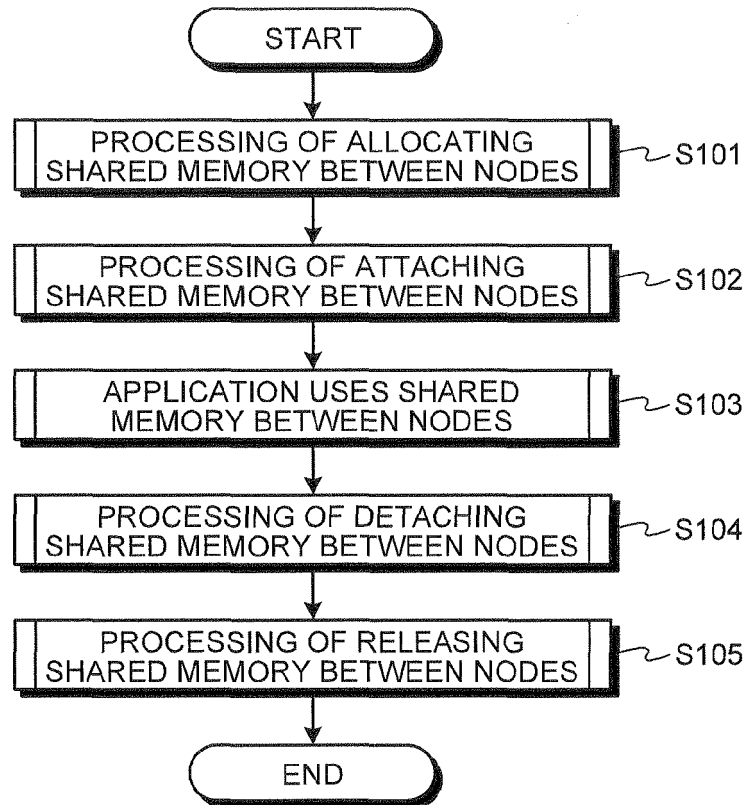 START
PROCESSING OF ALLOCATING
SHARED MEMORY BETWEEN NODES
S101
PROCESSING OF ATTACHING
SHARED MEMORY BETWEEN NODES
S102
APPLICATION USES SHARED
MEMORY BETWEEN NODES
S103
PROCESSING OF DETACHING
SHARED MEMORY BETWEEN NODES
S104
PROCESSING OF RELEASING
SHARED MEMORY BETWEEN NODES
S105
END